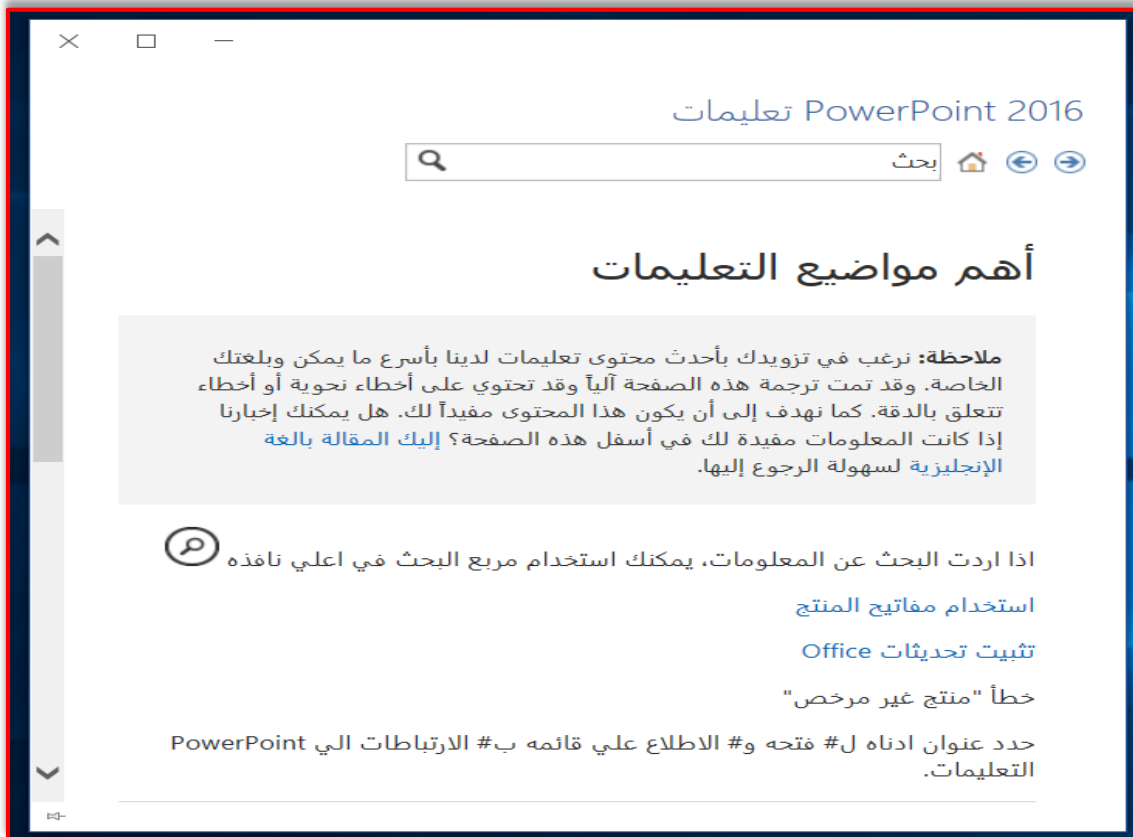 تعليمات PowerPoint 2016
بحث
أهم مواضيع التعليمات
ملاحظة: نرغب في تزويدك بأحدث محتوى تعليمات لدينا بأسرع ما يمكن وبلغتك
الخاصة. وقد تمت ترجمة هذه الصفحة آلياً وقد تحتوي على أخطاء نحوية أو أخطاء
تتعلق بالدقة. كما نهدف إلى أن يكون هذا المحتوى مفيداً لك. هل يمكنك إخبارنا
إذا كانت المعلومات مفيدة لك في أسفل هذه الصفحة؟ إليك المقالة بالغة
الإنجليزية لسهولة الرجوع إليها.
اذا اردت البحث عن المعلومات، يمكنك استخدام مربع البحث في اعلي نافذه
استخدام مفاتيح المنتج
تثبيت تحديثات Office
خطأ "منتج غير مرخص"
حدد عنوان ادناه ل# فتحه و# الاطلاع علي قائمه ب# الارتباطات الي PowerPoint
التعليمات.